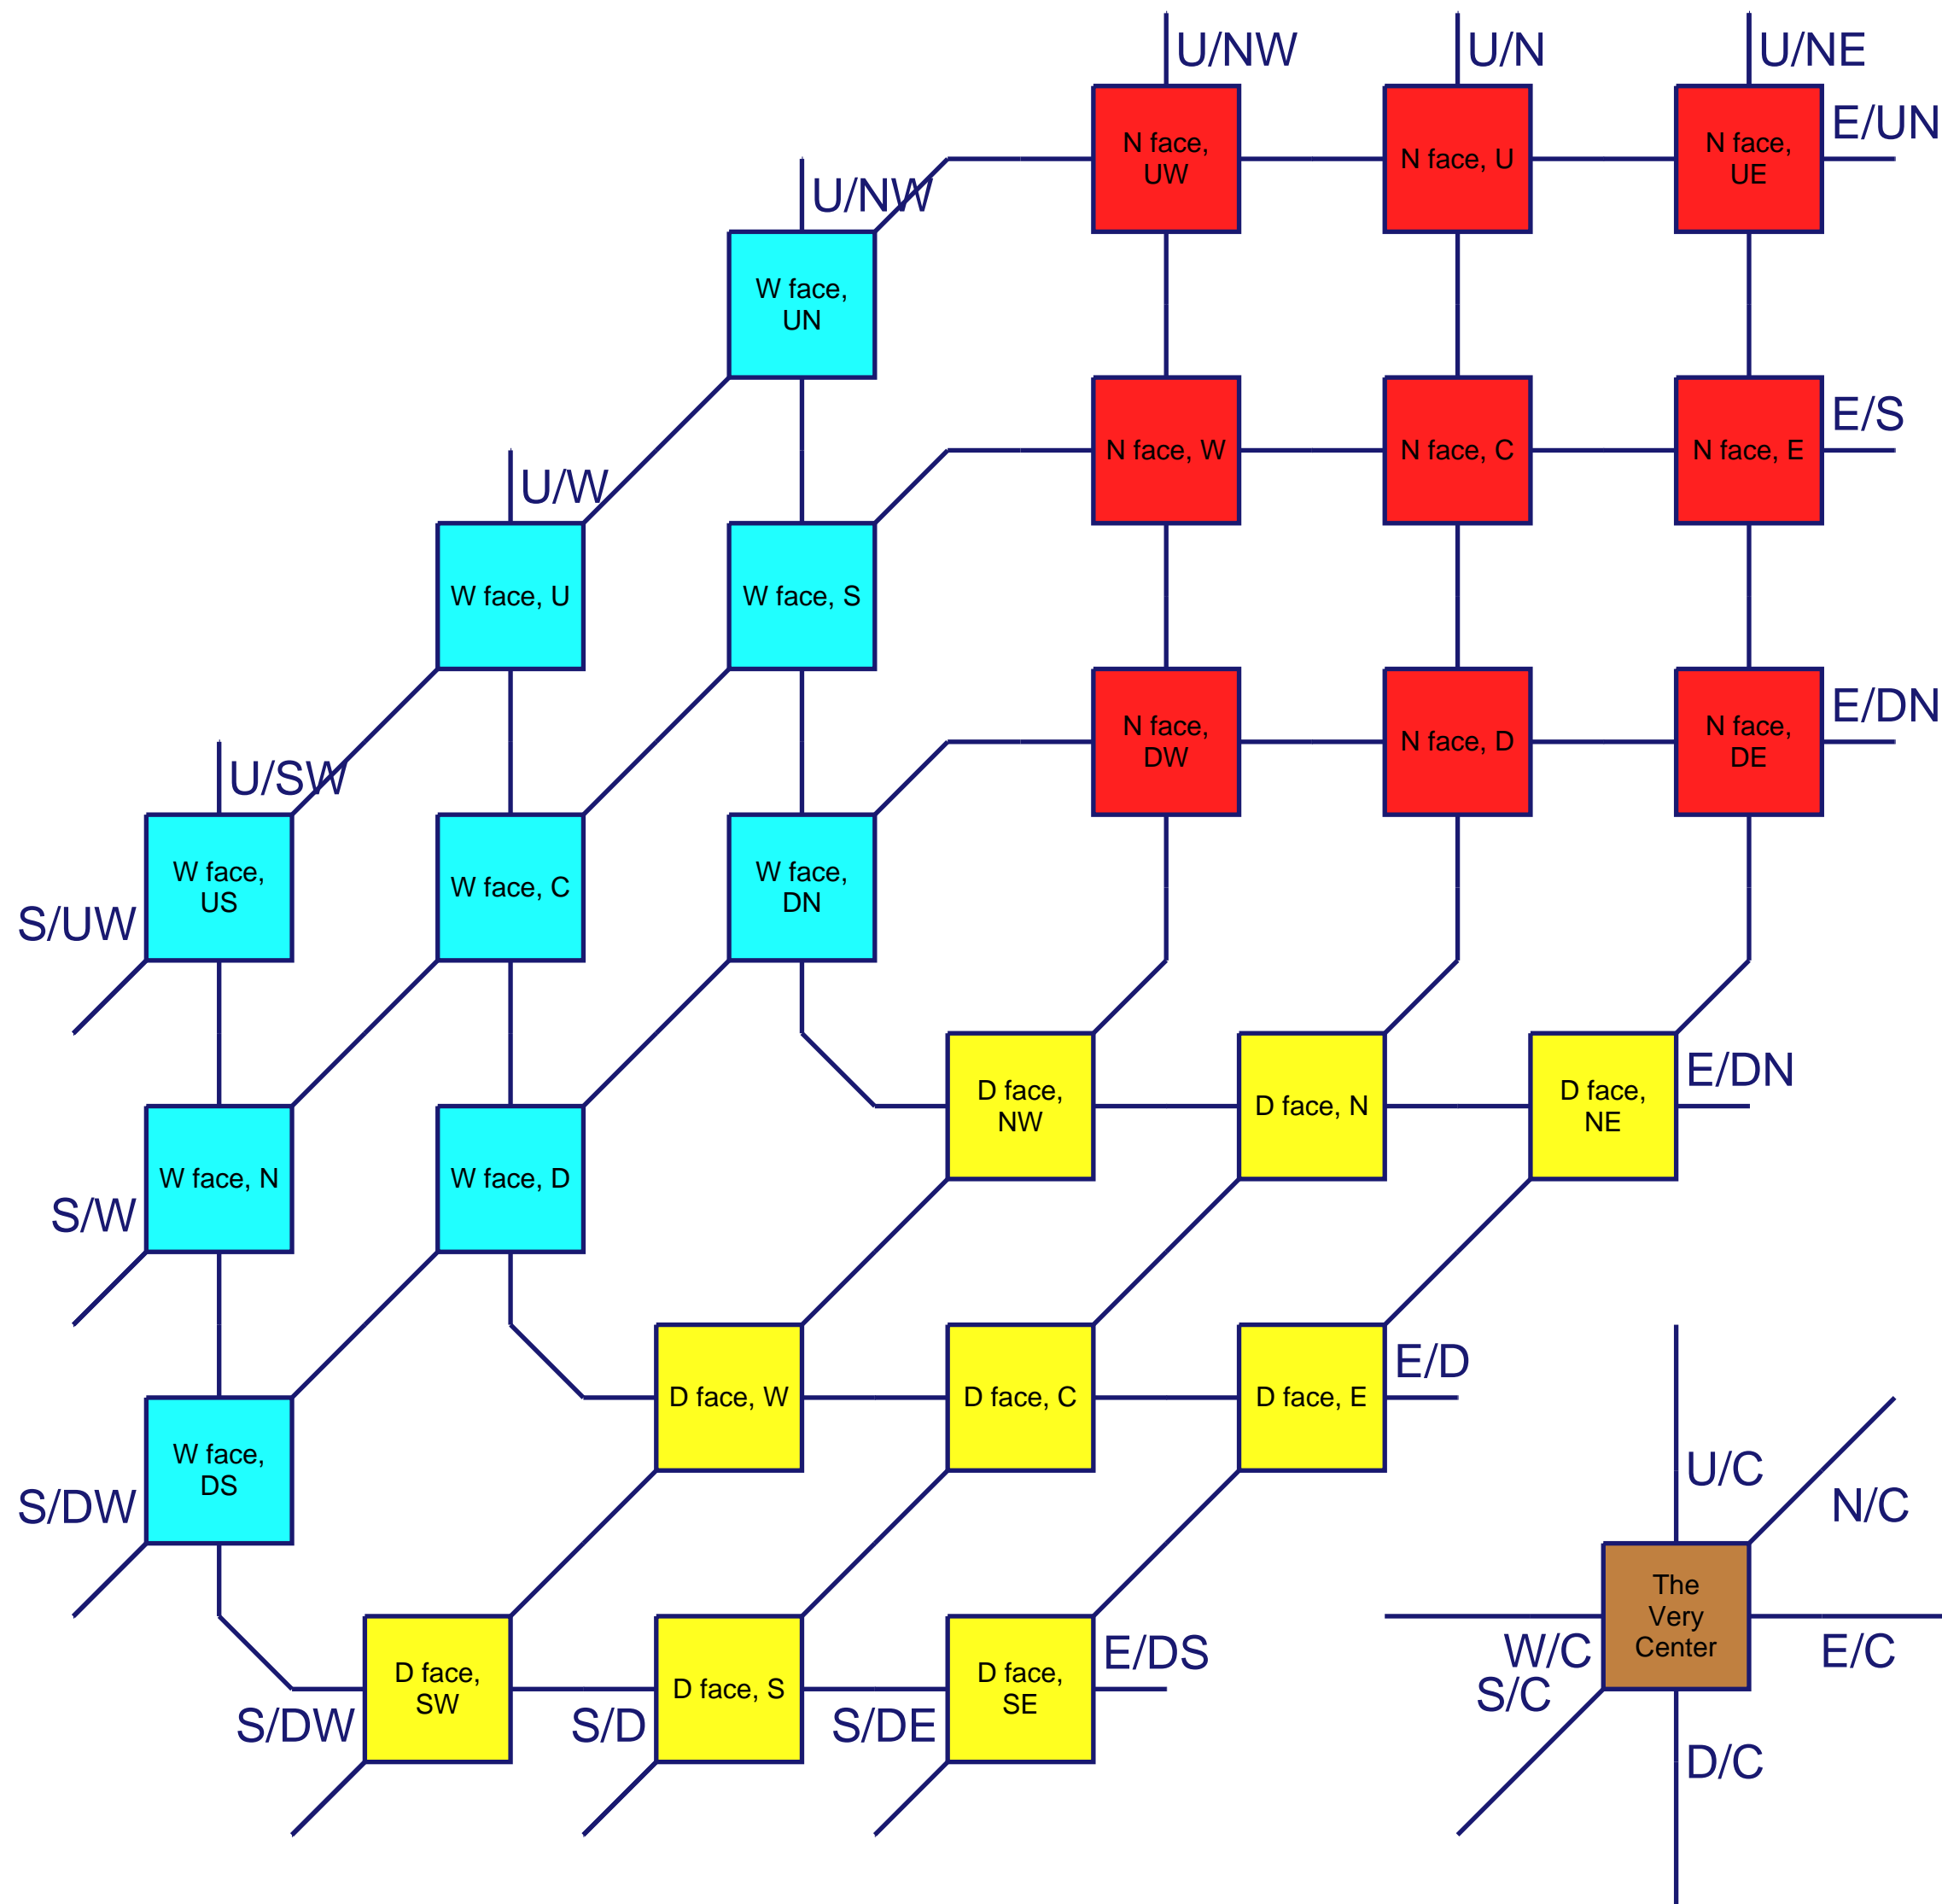 U/NW
U/N
U/NE
N face,
UW
N face, U
N face,
UE
E/UN
U/NW
W face,
UN
N face, W
N face, C
N face, E
E/S
U/W
W face, U
W face, S
N face,
DW
N face, D
N face,
DE
E/DN
U/SW
W face,
US
S/UW
W face, C
W face,
DN
D face,
NW
D face, N
D face,
NE
E/DN
W face, N
S/W
W face, D
D face, W
D face, C
D face, E
E/D
W face,
DS
S/DW
U/C
N/C
The
Very
Center
W/C
S/C
E/C
D/C
D face,
SW
S/DW
D face, S
S/D
D face,
SE
S/DE
E/DS